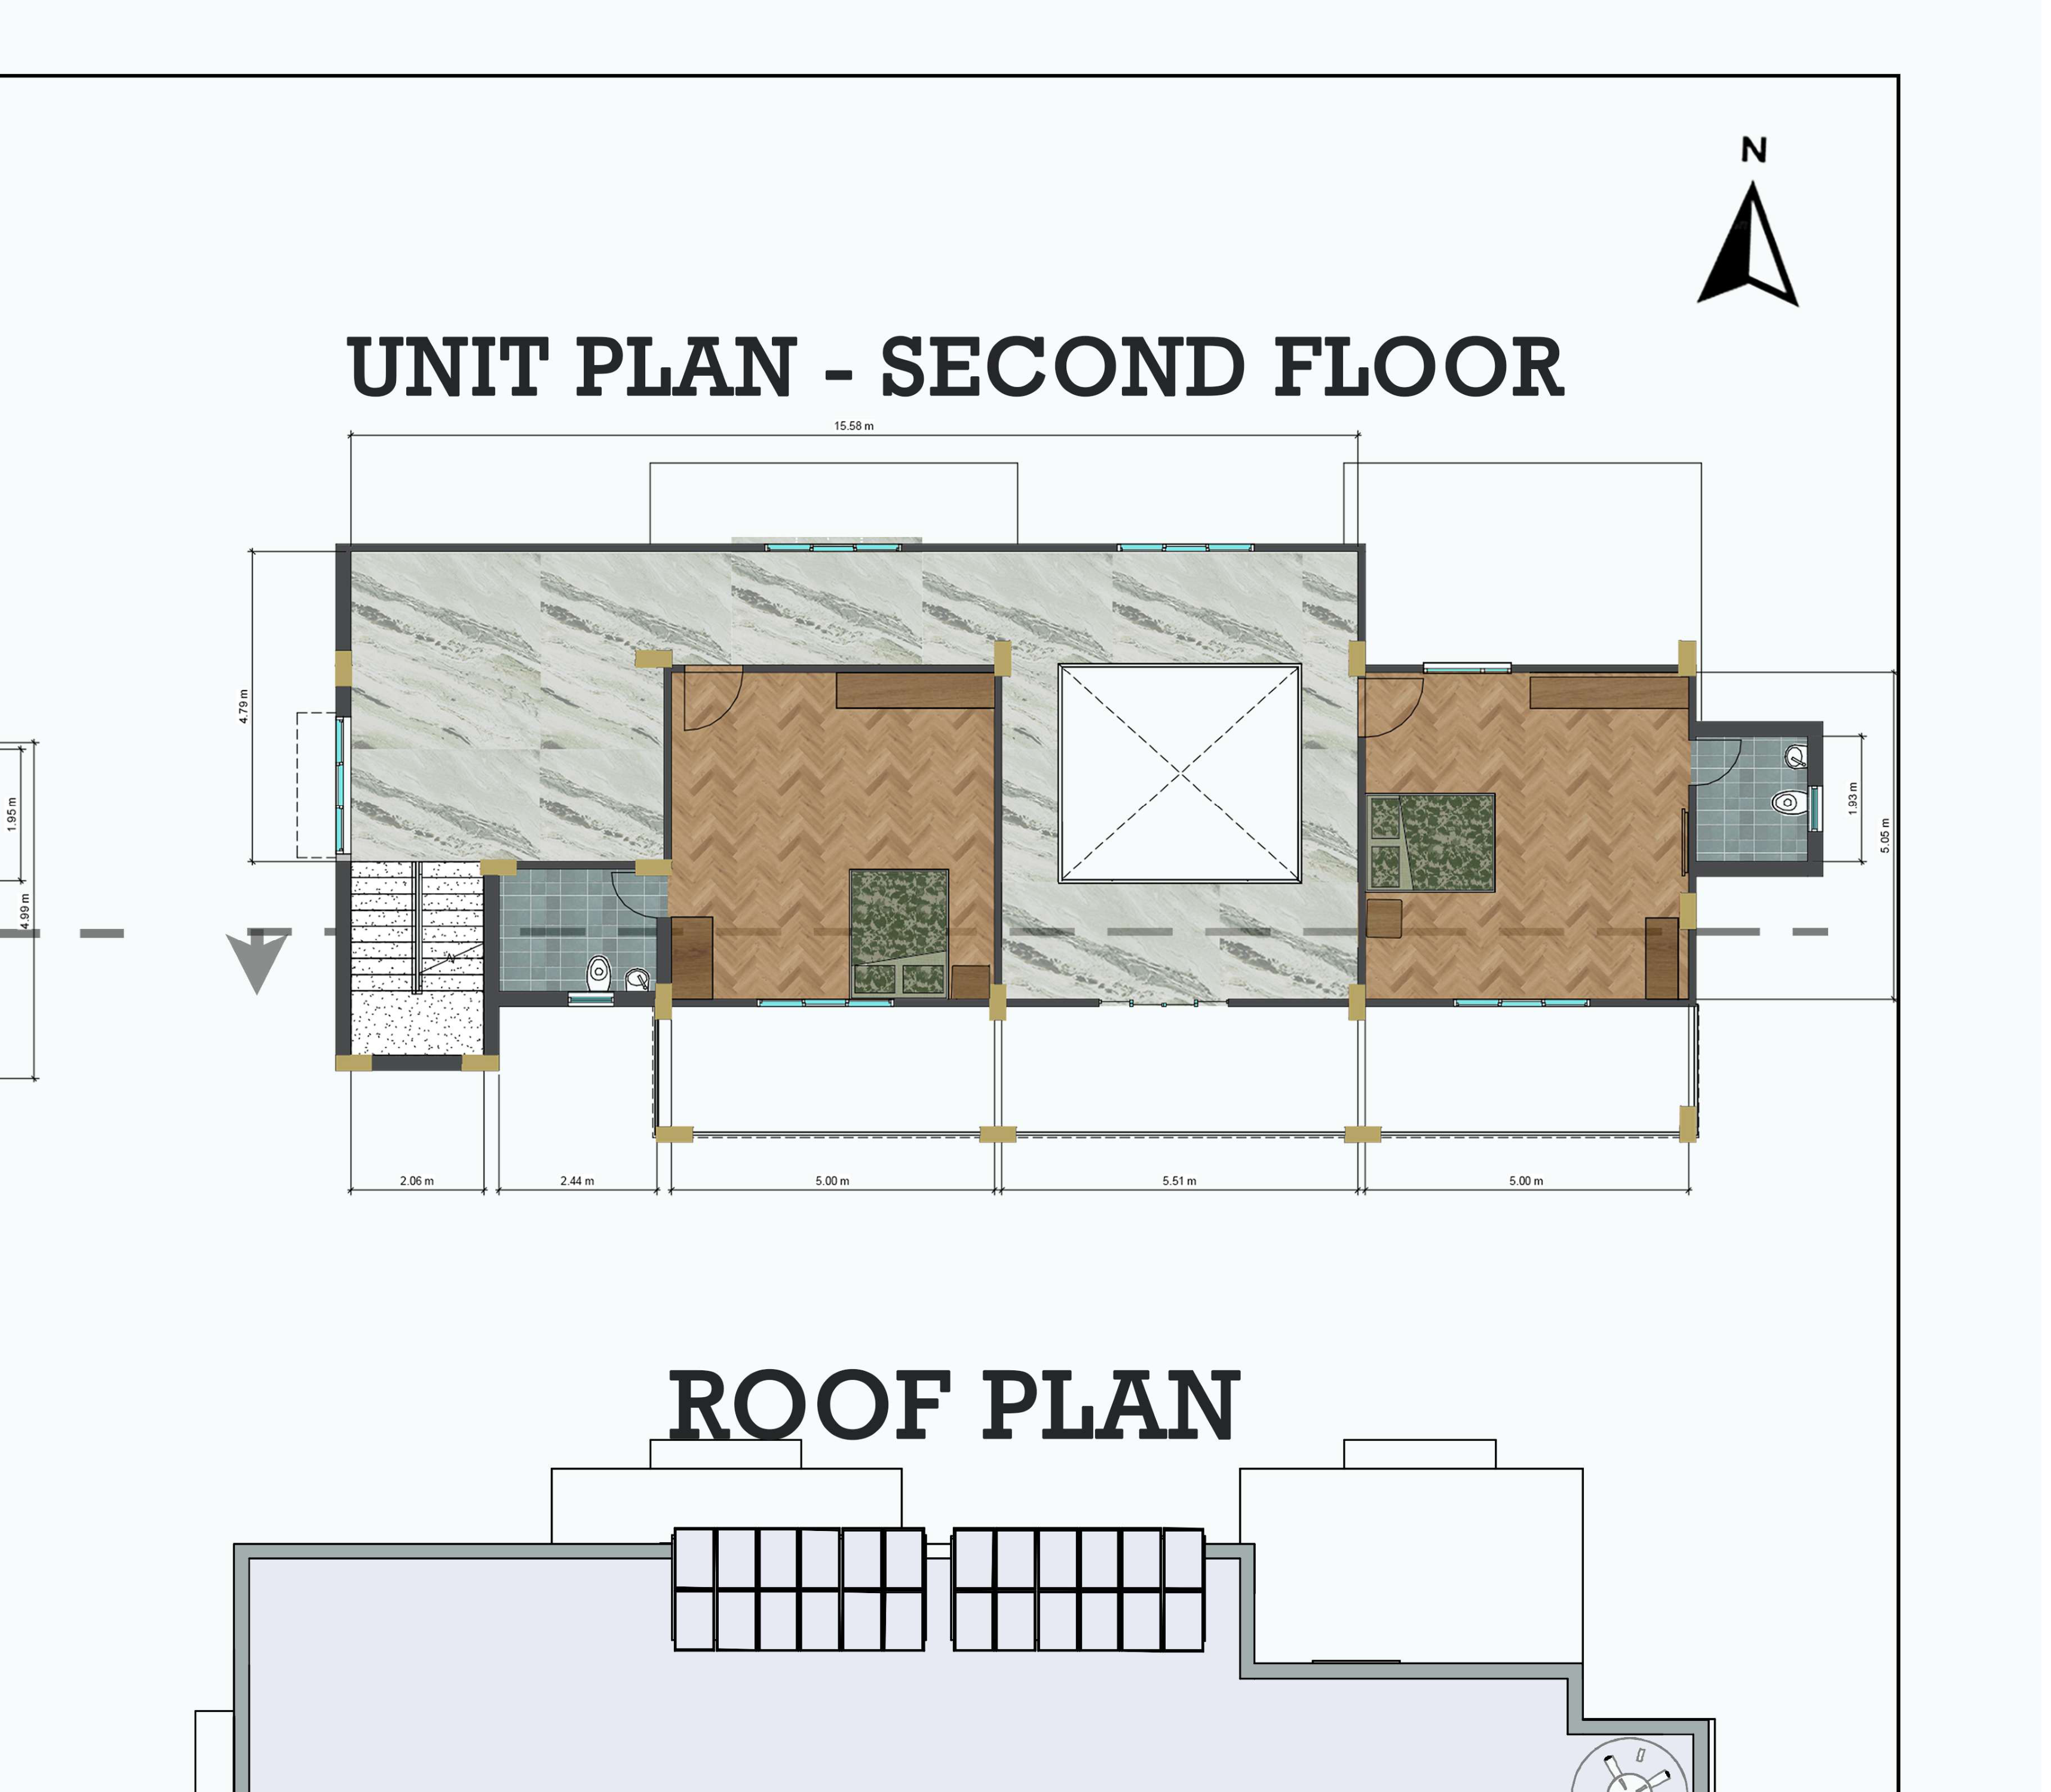 N
UNIT PLAN - SECOND FLOOR
15.58 m
4.79 m
1.95 m
4.99 m
1.93 m
5.05 m
2.06 m
2.44 m
5.00 m
5.51 m
5.00 m
ROOF PLAN